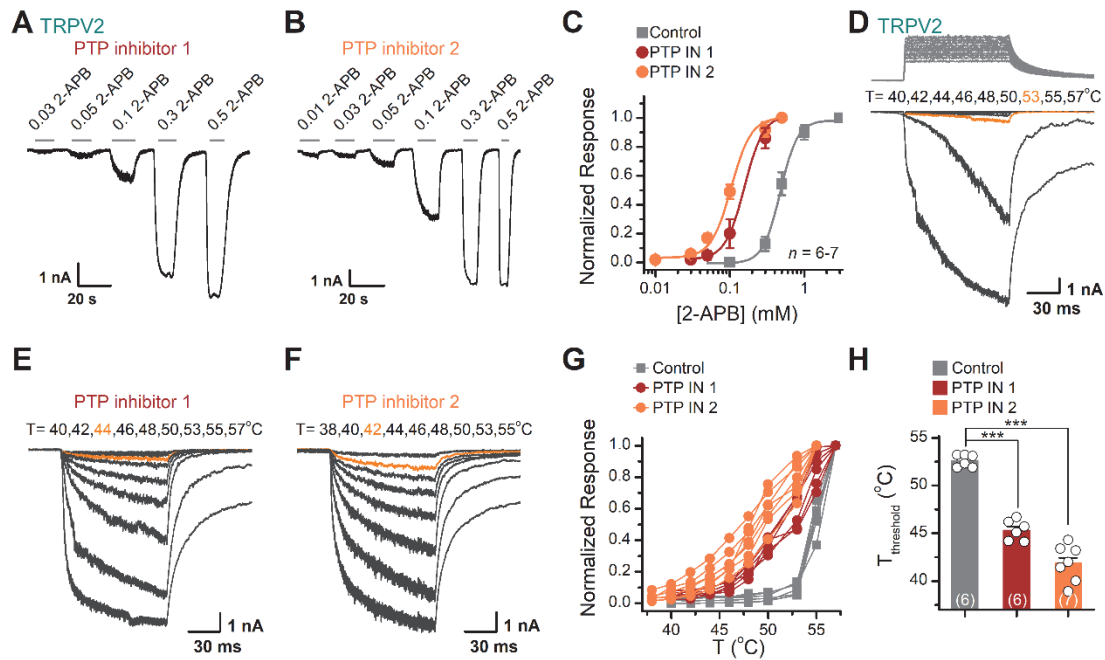 A TRPV2
PTP inhibitor 1
0.03 2-APB
0.05 2-APB
0.1 2-APB
0.3 2-APB
0.5 2-APB
1 nA
20 s
B
PTP inhibitor 2
0.01 2-APB
0.03 2-APB
0.05 2-APB
0.1 2-APB
0.3 2-APB
0.5 2-APB
1 nA
20 s
C
Control
PTP IN 1
PTP IN 2
Normalized Response
1.0
0.8
0.6
0.4
0.2
0.0
n = 6-7
0.01
0.1
1
[2-APB] (mM)
D TRPV2
T= 40,42,44,46,48,50,53,55,57°C
1 nA
30 ms
E
PTP inhibitor 1
T= 40,42,44,46,48,50,53,55,57°C
1 nA
30 ms
F
PTP inhibitor 2
T= 38,40,42,44,46,48,50,53,55°C
1 nA
30 ms
G
Control
PTP IN 1
PTP IN 2
Normalized Response
1.0
0.8
0.6
0.4
0.2
0.0
40
45
50
55
T (°C)
H
Control
PTP IN 1
PTP IN 2
***
***
T threshold (°C)
55
50
45
40
(6)
(6)
(7)